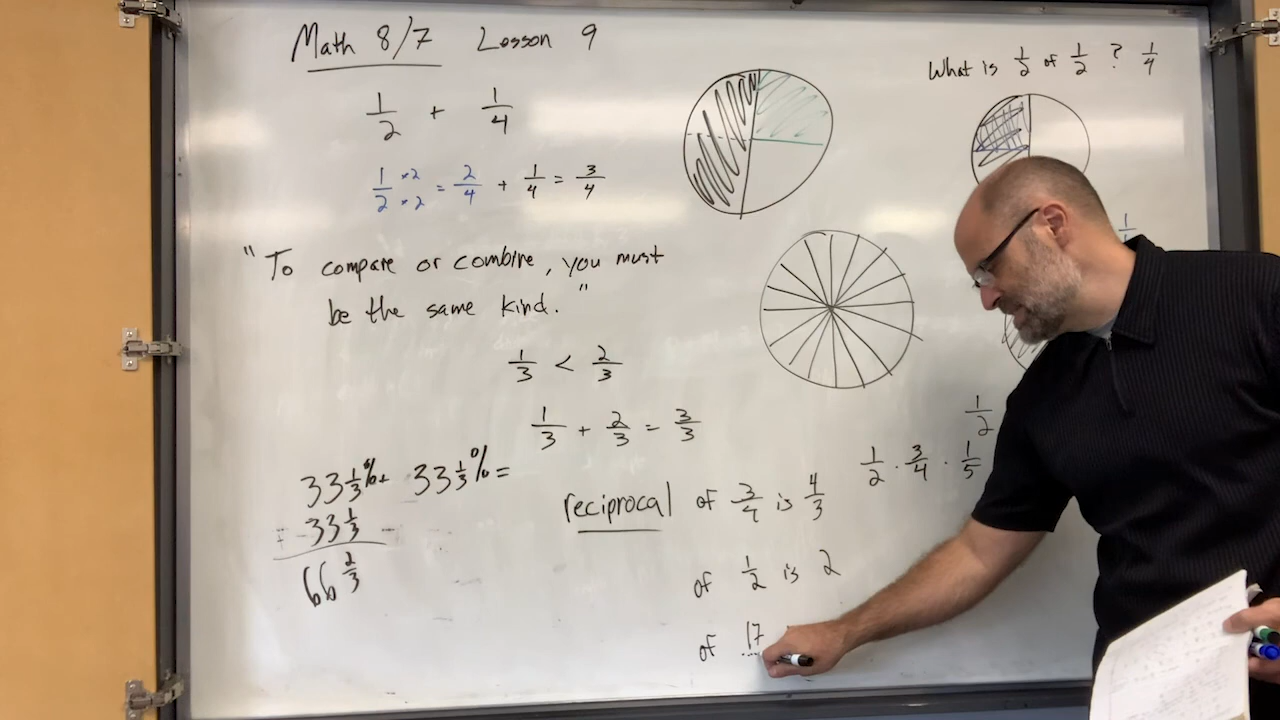 Math 8/7 Lesson 9
1/2 + 1/4
1/2 ×2 ×2 = 2/4 + 1/4 = 3/4
"To compare or combine, you must
be the same kind."
1/3 < 2/3
1/3 + 2/3 = 3/3
33 1/3 % + 33 1/3 % =
33 1/3
66 2/3
reciprocal of 3/4 is 4/3
of 1/2 is 2
of 17
What is 1/2 of 1/2 ? 1/4
1/2
1/2 · 3/4 · 1/5